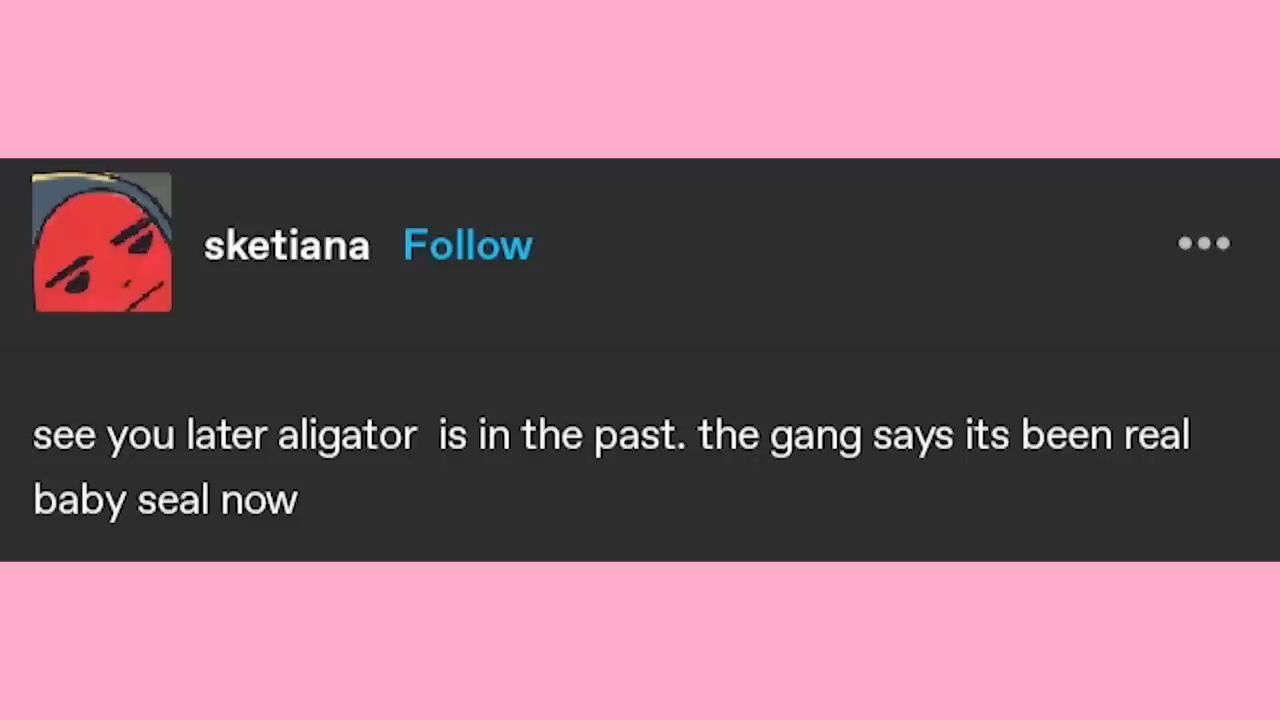 sketiana Follow
see you later aligator  is in the past. the gang says its been real
baby seal now